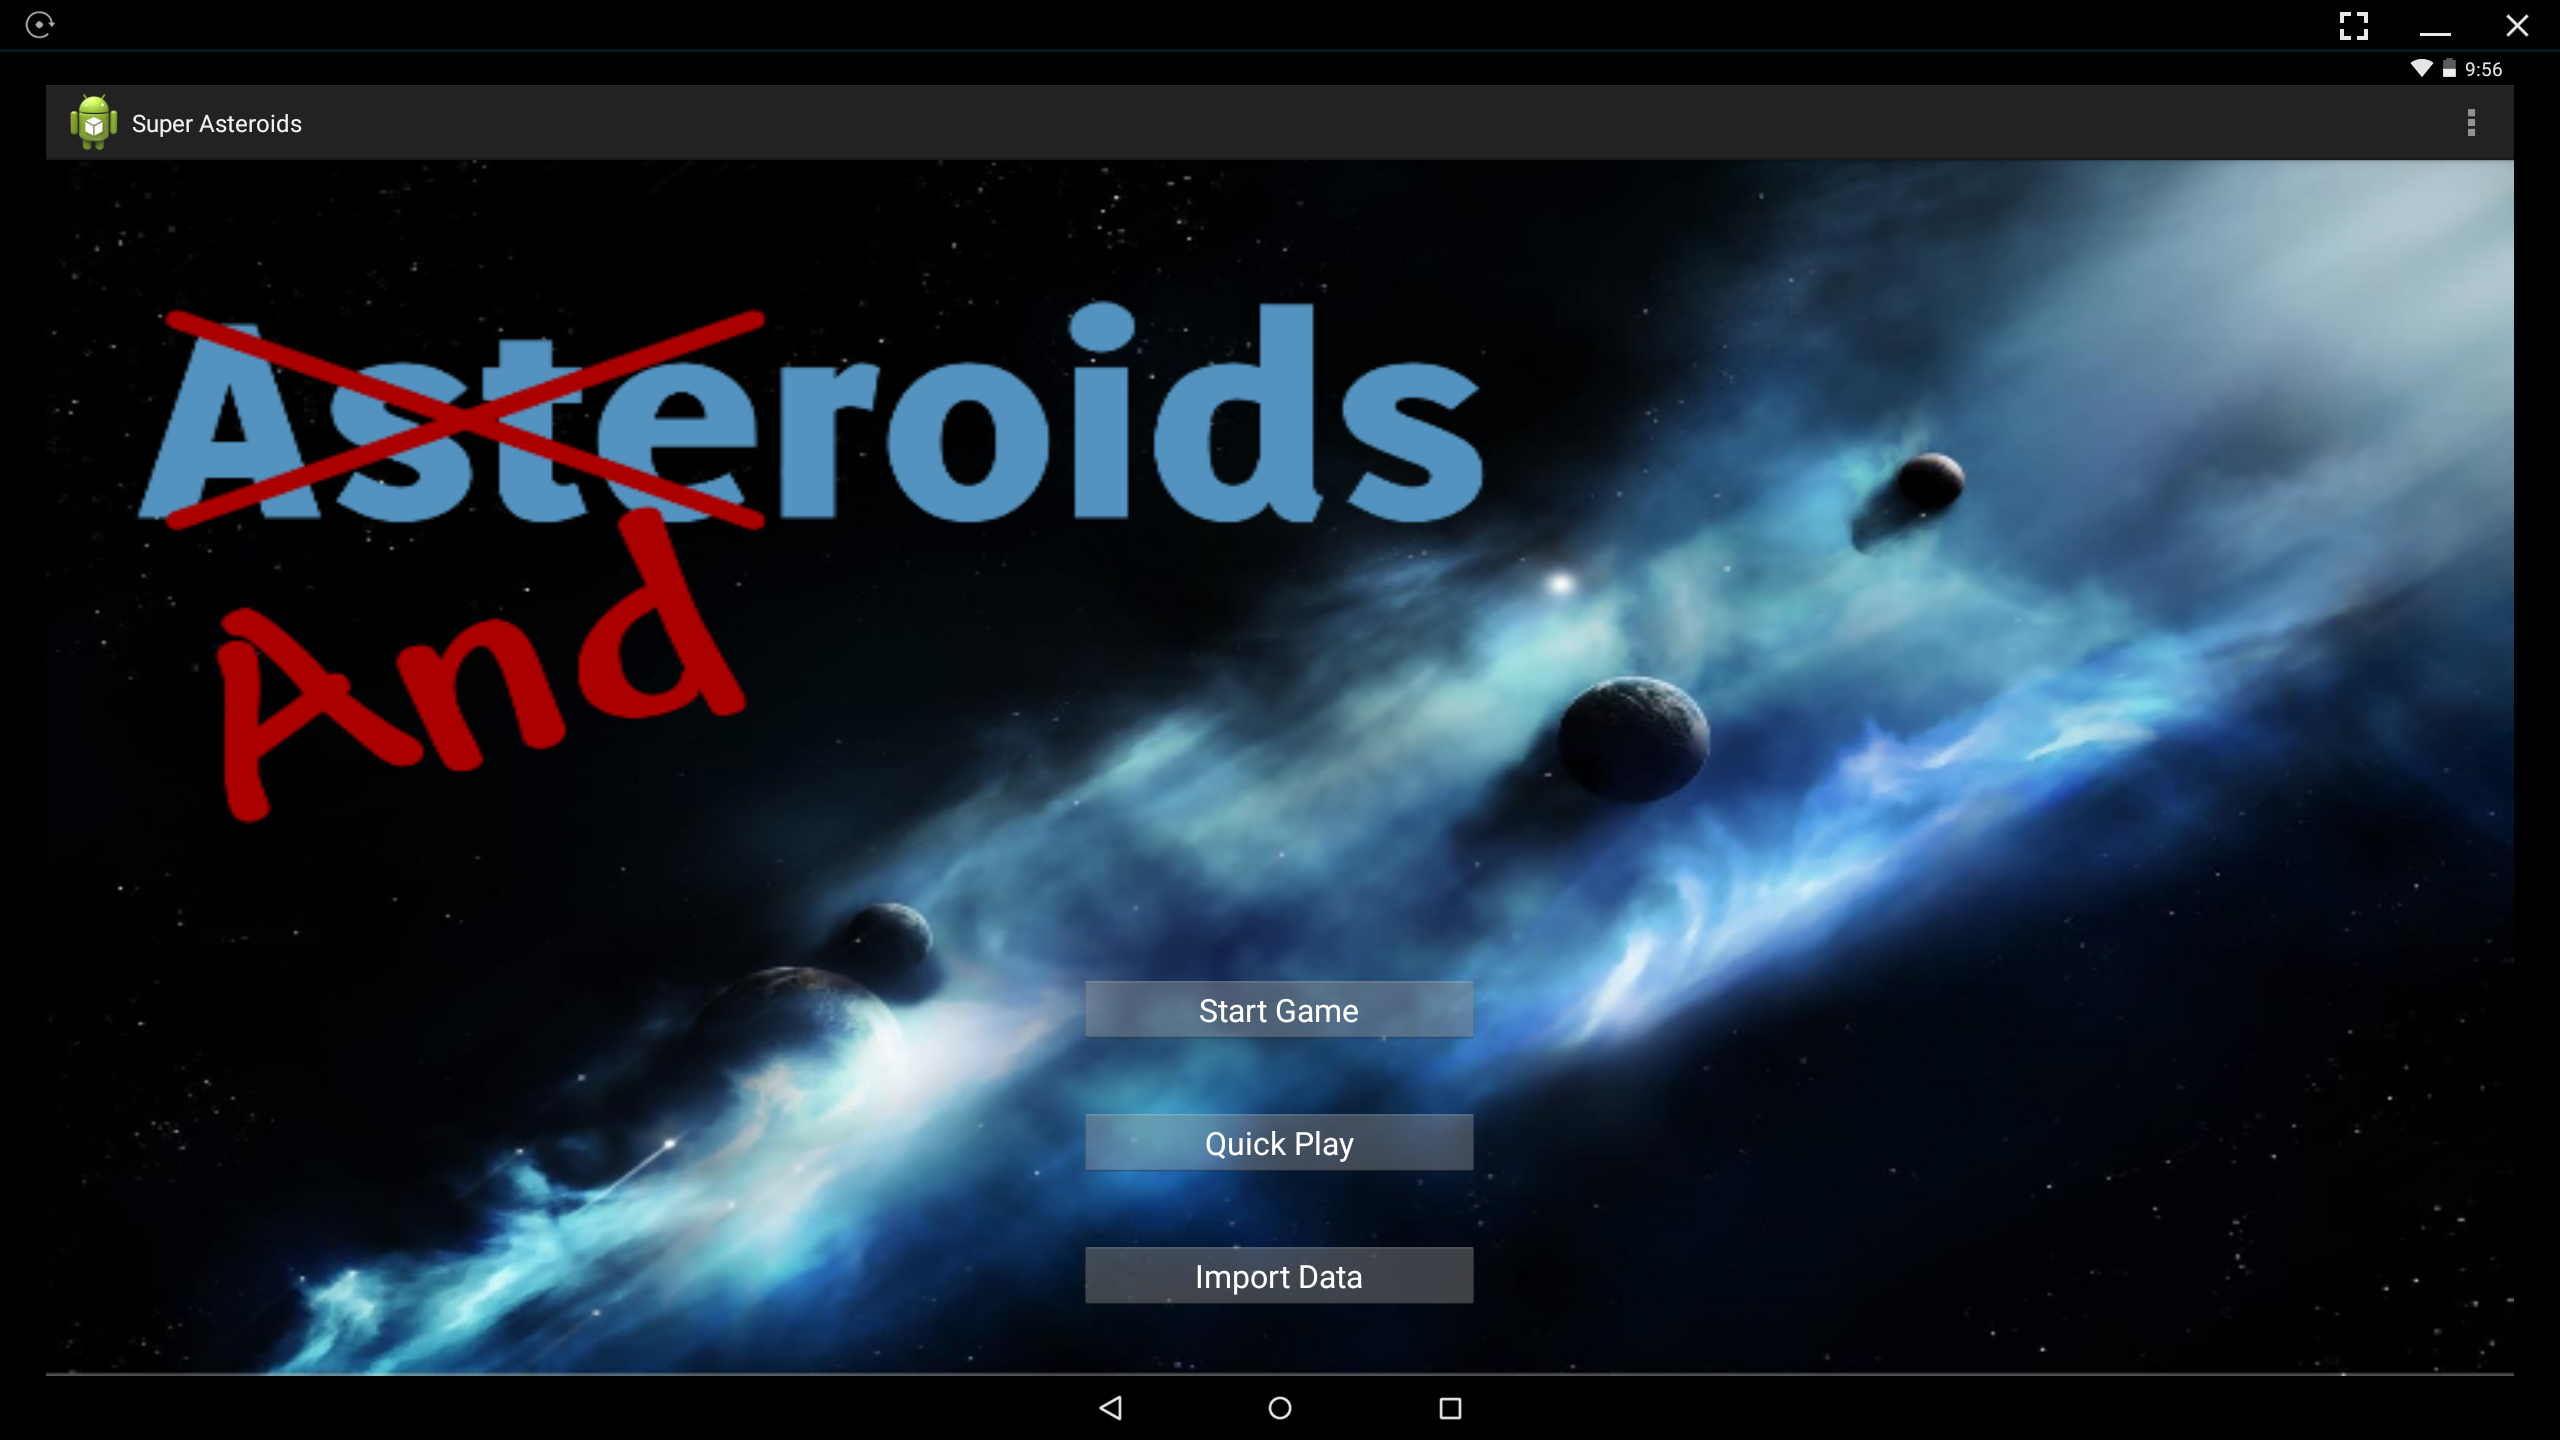 9:56
Super Asteroids
Asteroids
And
Start Game
Quick Play
Import Data